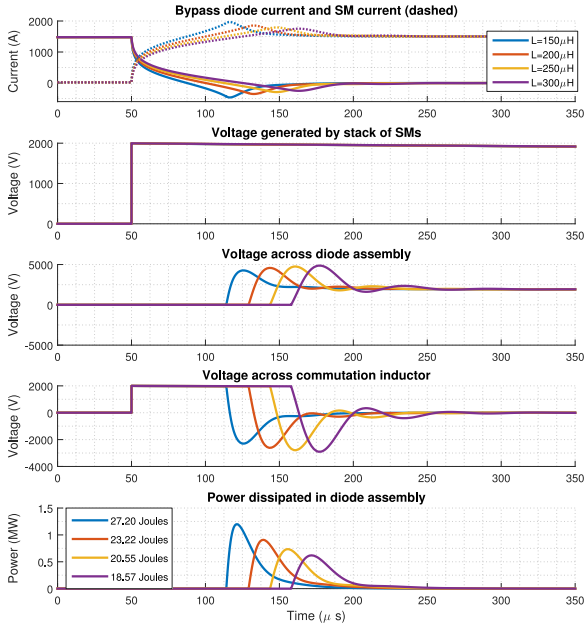 Bypass diode current and SM current (dashed)
Current (A)
2000
1000
0
L=150μH
L=200μH
L=250μH
L=300μH
0 50 100 150 200 250 300 350
Voltage generated by stack of SMs
Voltage (V)
2000
1000
0
0 50 100 150 200 250 300 350
Voltage across diode assembly
Voltage (V)
5000
0
-5000
0 50 100 150 200 250 300 350
Voltage across commutation inductor
Voltage (V)
2000
0
-2000
-4000
0 50 100 150 200 250 300 350
Power dissipated in diode assembly
Power (MW)
1.5
1
0.5
0
27.20 Joules
23.22 Joules
20.55 Joules
18.57 Joules
0 50 100 150 200 250 300 350
Time (μ s)